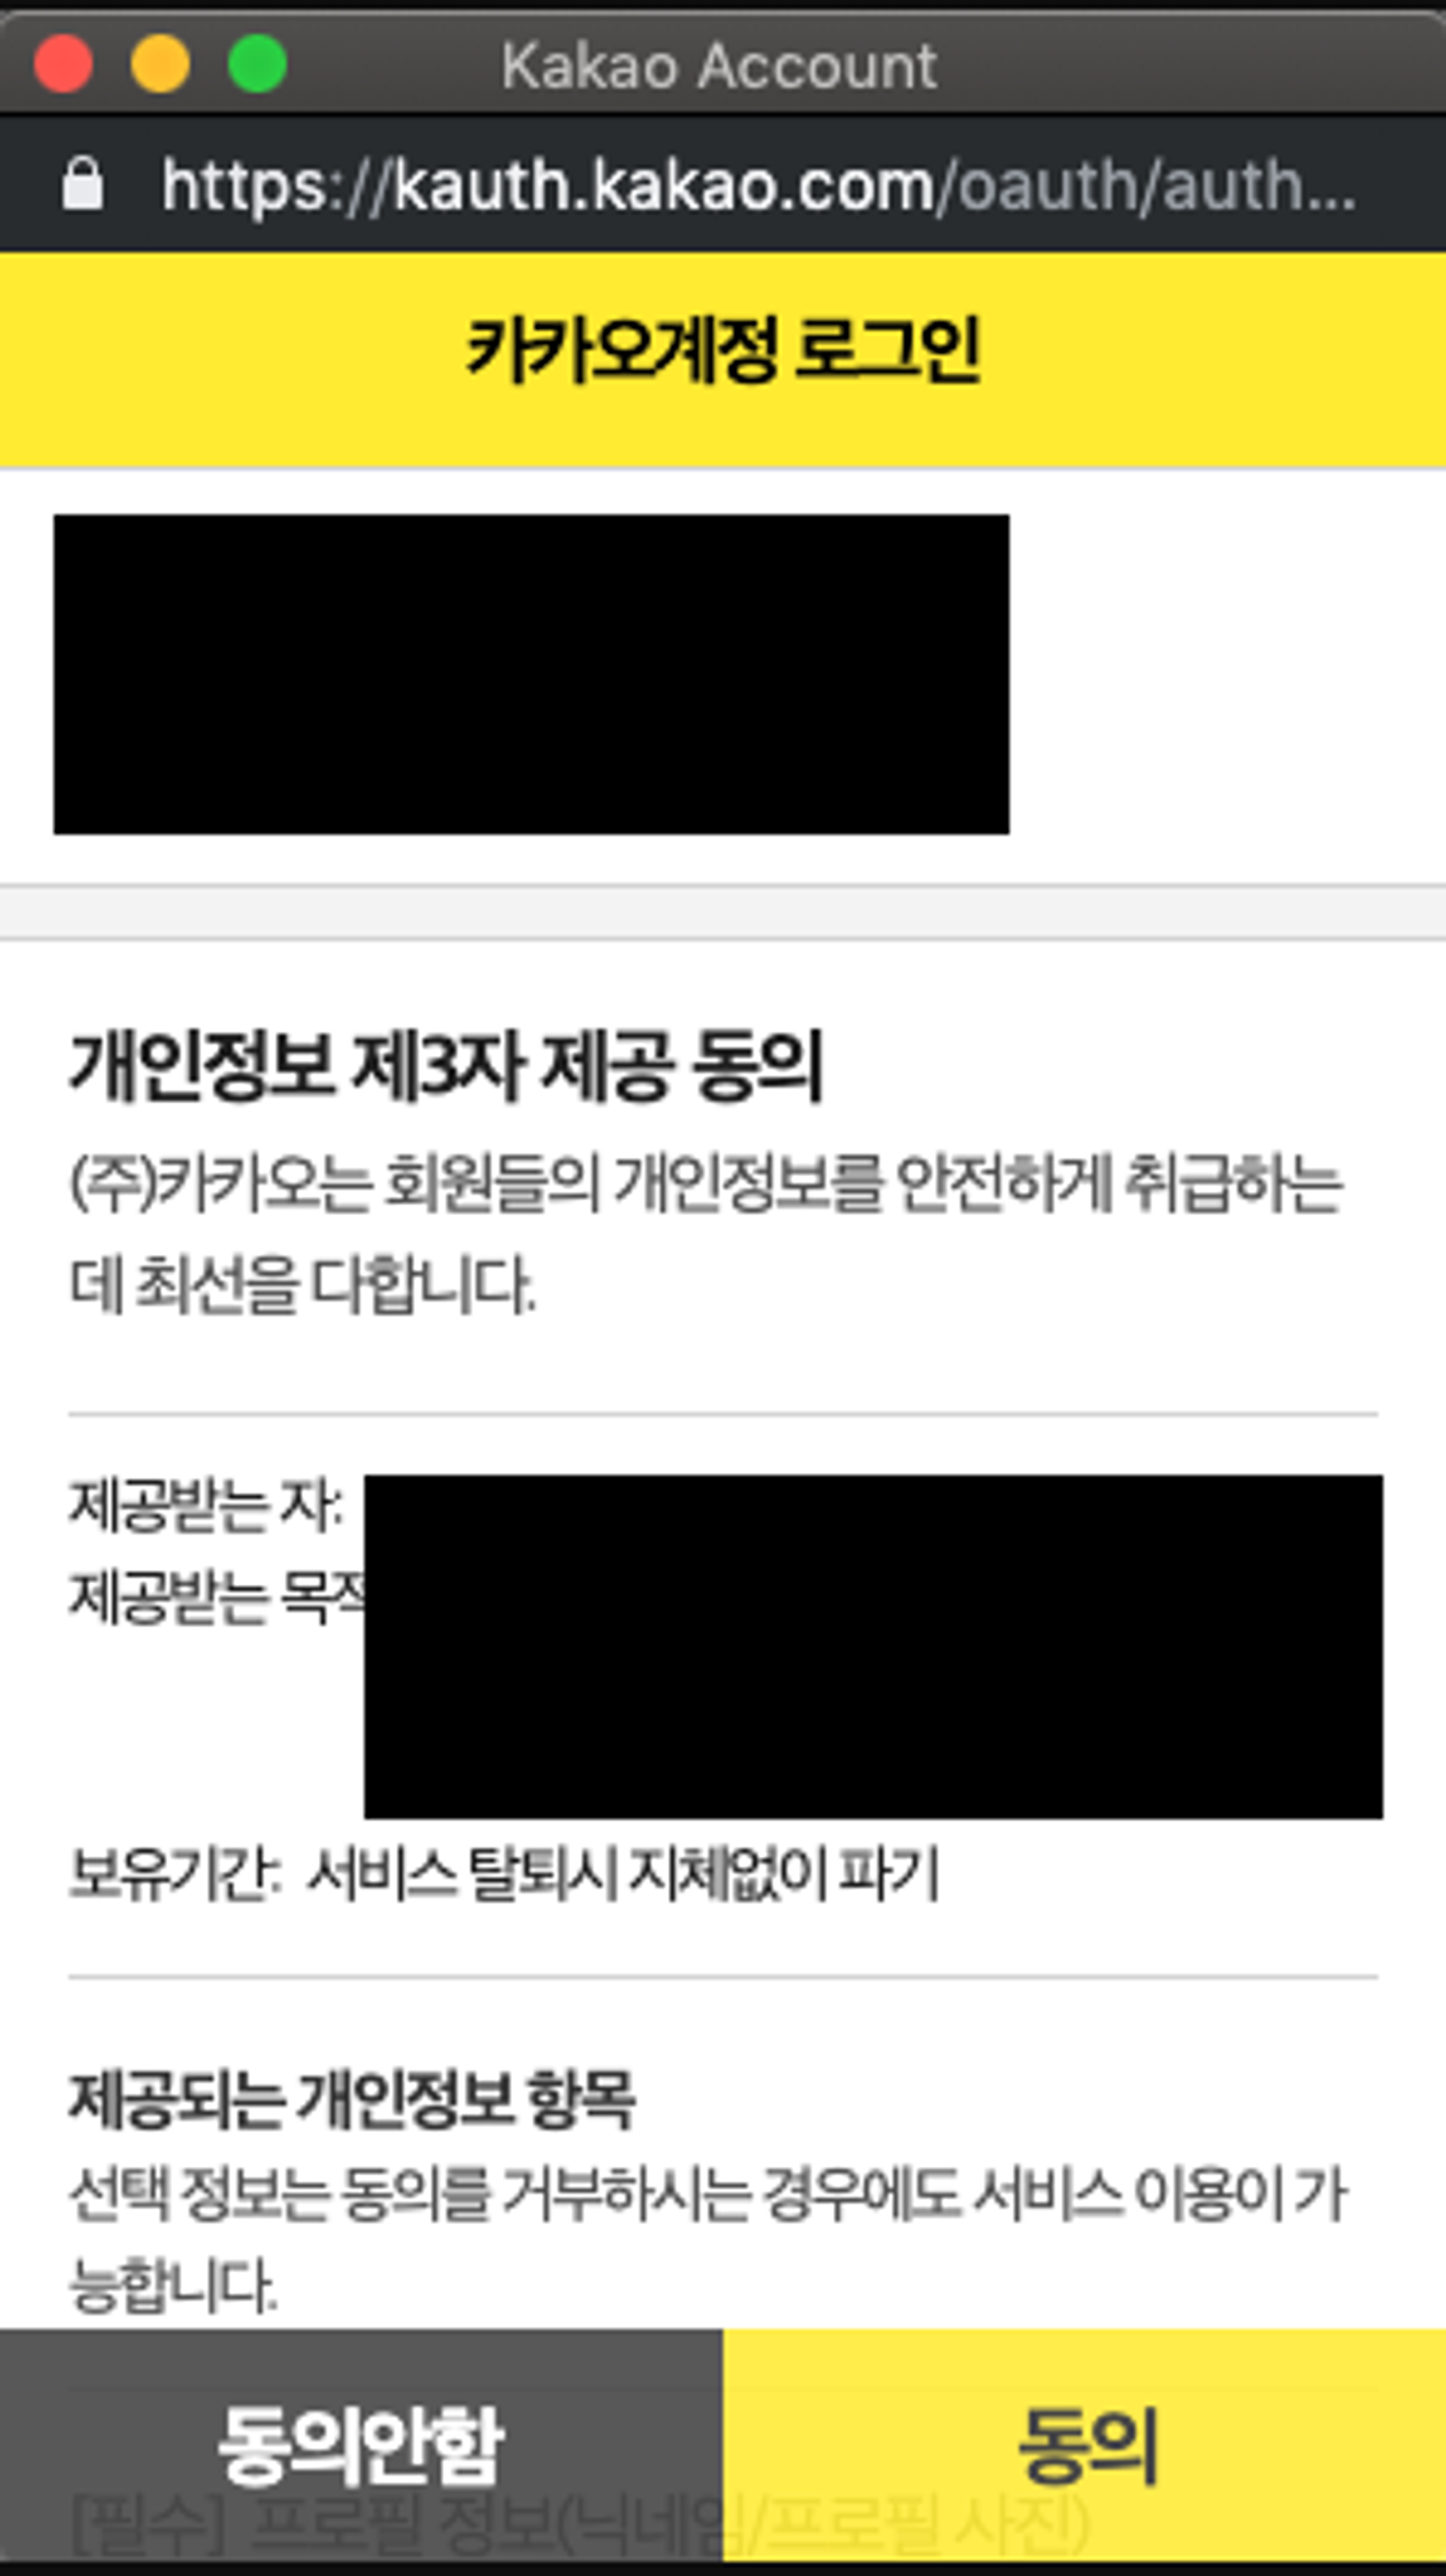 Kakao Account
https://kauth.kakao.com/oauth/auth...
카카오계정 로그인
개인정보 제3자 제공 동의
(주)카카오는 회원들의 개인정보를 안전하게 취급하는
데 최선을 다합니다.
제공받는 자:
제공받는 목적
보유기간: 서비스 탈퇴시 지체없이 파기
제공되는 개인정보 항목
선택 정보는 동의를 거부하시는 경우에도 서비스 이용이 가
능합니다.
동의안함
동의
[필수] 프로필 정보(닉네임/프로필 사진)